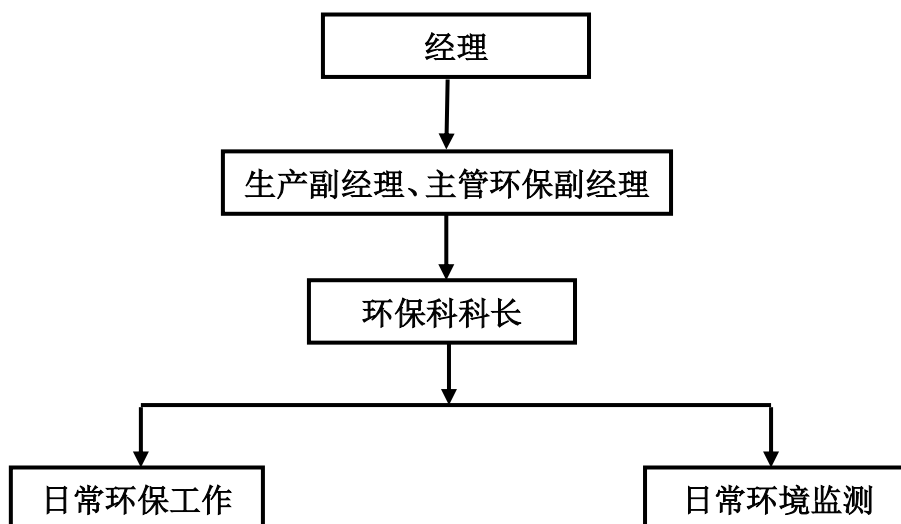 经理
生产副经理、主管环保副经理
环保科科长
日常环保工作
日常环境监测